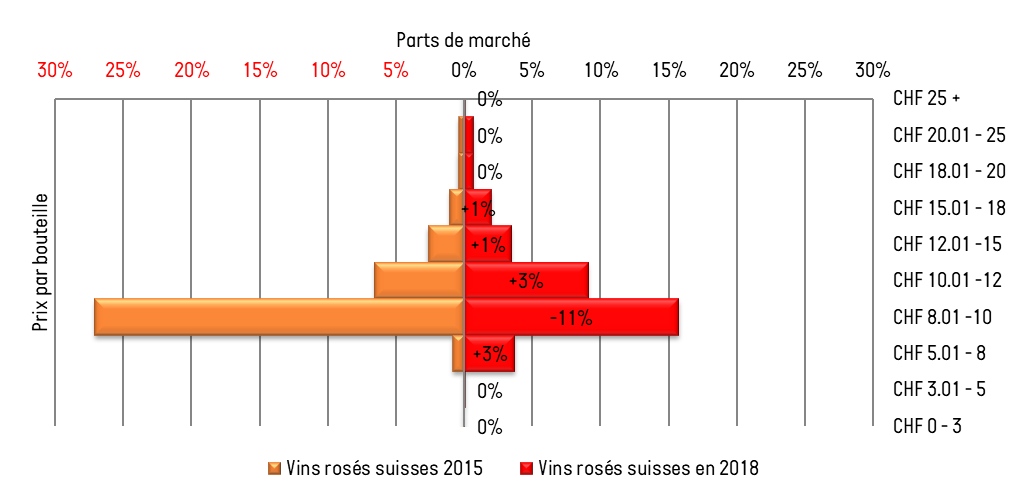 Parts de marché
30% 25% 20% 15% 10% 5% 0% 5% 10% 15% 20% 25% 30%
Prix par bouteille
0% CHF 25 +
0% CHF 20.01 - 25
0% CHF 18.01 - 20
+1% CHF 15.01 - 18
+1% CHF 12.01 -15
+3% CHF 10.01 -12
-11% CHF 8.01 -10
+3% CHF 5.01 - 8
0% CHF 3.01 - 5
0% CHF 0 - 3
Vins rosés suisses 2015 Vins rosés suisses en 2018